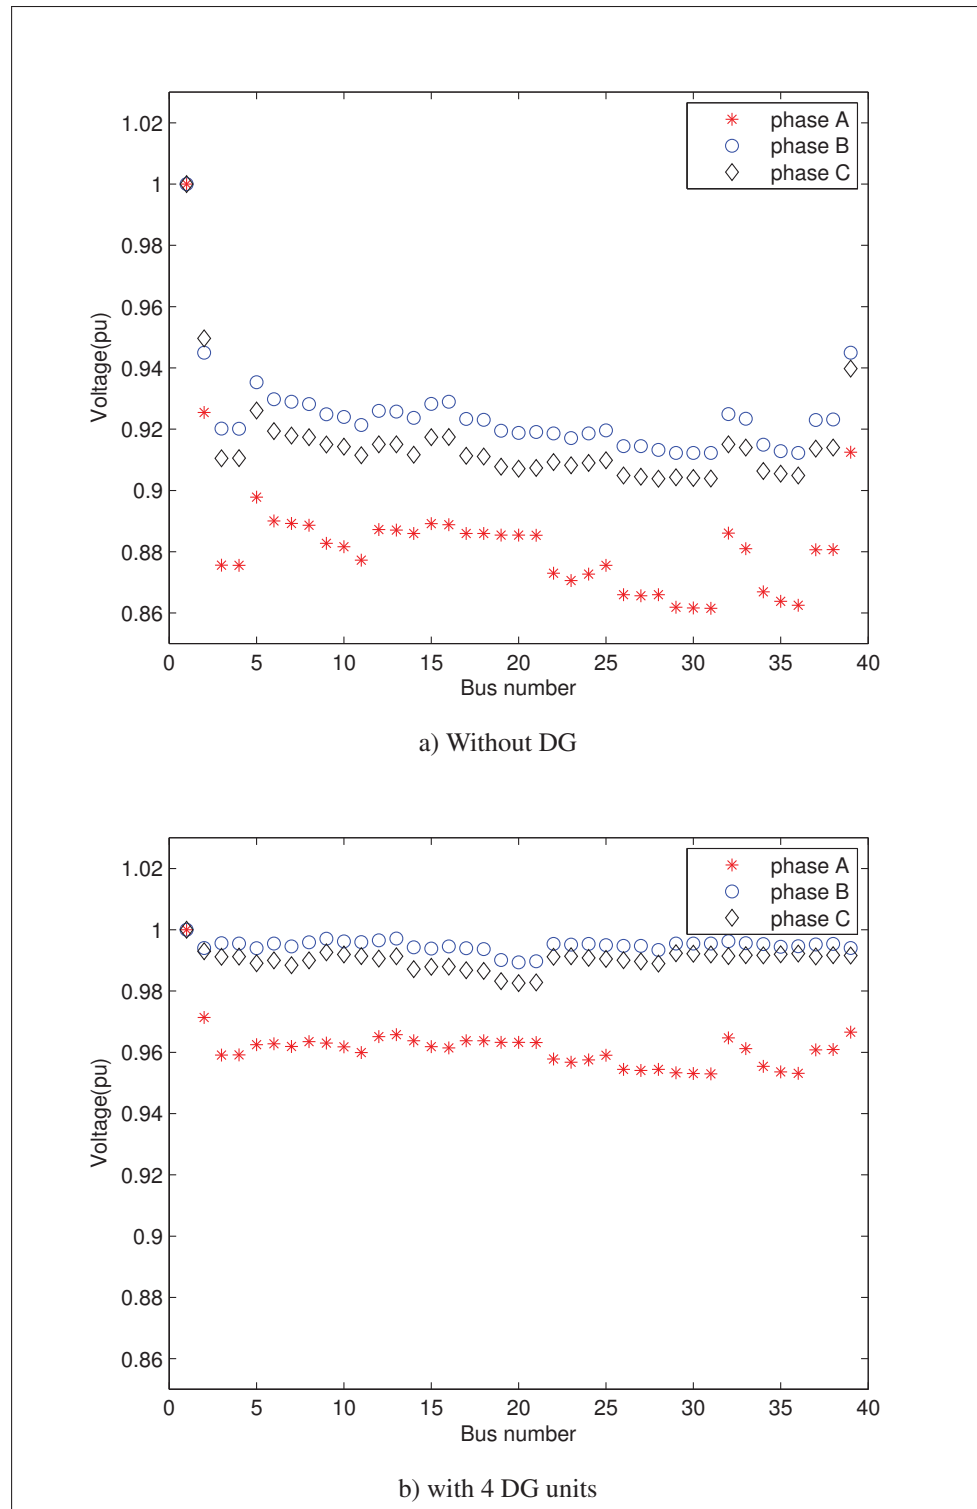 1.02
1
0.98
0.96
0.94
0.92
0.9
0.88
0.86
Voltage(pu)
phase A
phase B
phase C
0 5 10 15 20 25 30 35 40
Bus number
a) Without DG
1.02
1
0.98
0.96
0.94
0.92
0.9
0.88
0.86
Voltage(pu)
phase A
phase B
phase C
0 5 10 15 20 25 30 35 40
Bus number
b) with 4 DG units